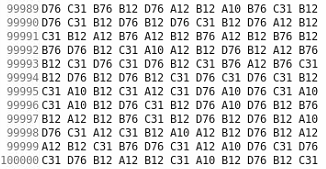 99989 D76 C31 B76 B12 D76 A12 B12 A10 B76 C31 B12
99990 B12 C31 D76 B12 D76 B12 C31 B12 D76 A12 B12
99991 C31 B12 A12 B76 A12 B12 B76 A12 B12 B76 B12
99992 B76 D76 B12 C31 A10 A12 B12 D76 B12 A12 B76
99993 B12 C31 D76 C31 D76 B12 C31 B76 A12 B76 C31
99994 B12 D76 B12 D76 B12 C31 D76 C31 D76 C31 B12
99995 C31 A10 B12 C31 A12 C31 D76 A10 D76 C31 A10
99996 C31 A10 B12 D76 C31 B12 C31 D76 A10 D76 B12 B76
99997 B12 A12 B12 B76 C31 B12 D76 B12 D76 B12 A10
99998 D76 C31 A12 C31 B12 A10 A12 B12 D76 B12 A12
99999 A12 B12 C31 B76 D76 C31 A12 A10 C31 D76 C31
100000 C31 D76 B12 A12 B12 C31 A10 B12 D76 B12 C31